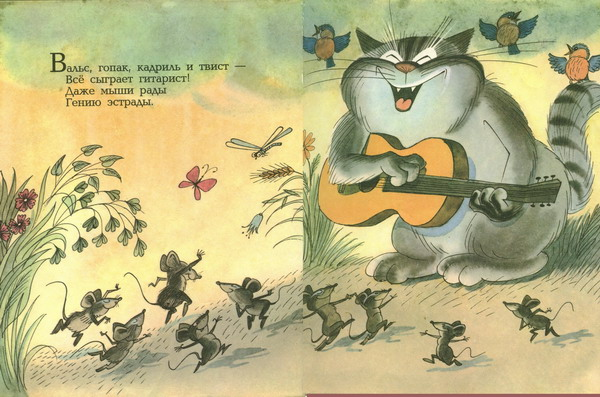 Вальс, гопак, кадриль и твист —
Всё сыграет гитарист!
Даже мыши рады
Гению эстрады.